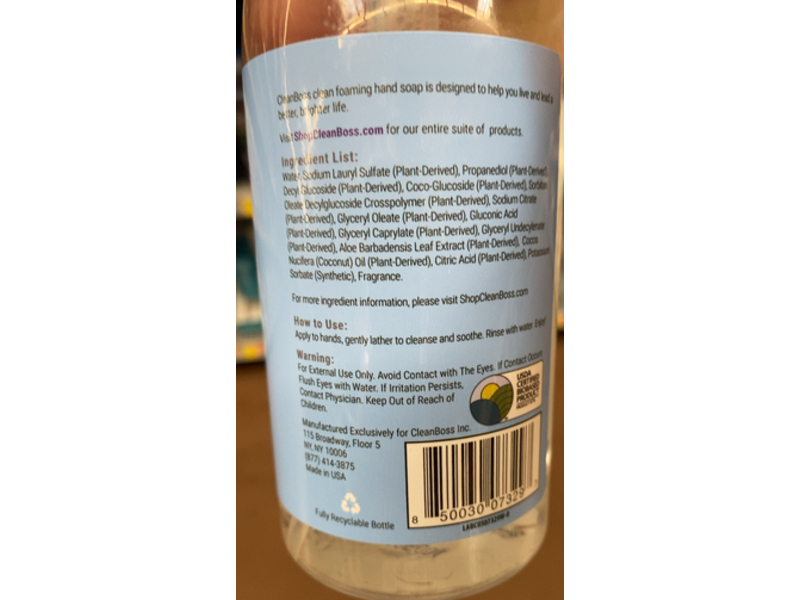 CleanBoss clean foaming hand soap is designed to help you live and lead a
better, brighter life.
Visit ShopCleanBoss.com for our entire suite of products.
Ingredient List:
Water, Sodium Lauryl Sulfate (Plant-Derived), Propanediol (Plant-Derived),
Decyl Glucoside (Plant-Derived), Coco-Glucoside (Plant-Derived), Sorbitan
Oleate Decylglucoside Crosspolymer (Plant-Derived), Sodium Citrate
(Plant-Derived), Glyceryl Oleate (Plant-Derived), Gluconic Acid
(Plant-Derived), Glyceryl Caprylate (Plant-Derived), Glyceryl Undecylenate
(Plant-Derived), Aloe Barbadensis Leaf Extract (Plant-Derived), Cocos
Nucifera (Coconut) Oil (Plant-Derived), Citric Acid (Plant-Derived), Potassium
Sorbate (Synthetic), Fragrance.
For more ingredient information, please visit ShopCleanBoss.com
How to Use:
Apply to hands, gently lather to cleanse and soothe. Rinse with water. Enjoy!
Warning:
For External Use Only. Avoid Contact with The Eyes. If Contact Occurs
Flush Eyes with Water. If Irritation Persists,
Contact Physician. Keep Out of Reach of
Children.
USDA
CERTIFIED
BIOBASED
PRODUCT
Manufactured Exclusively for CleanBoss Inc.
115 Broadway, Floor 5
NY, NY 10006
(877) 414-3875
Made in USA
Fully Recyclable Bottle
8 50030 07329 7